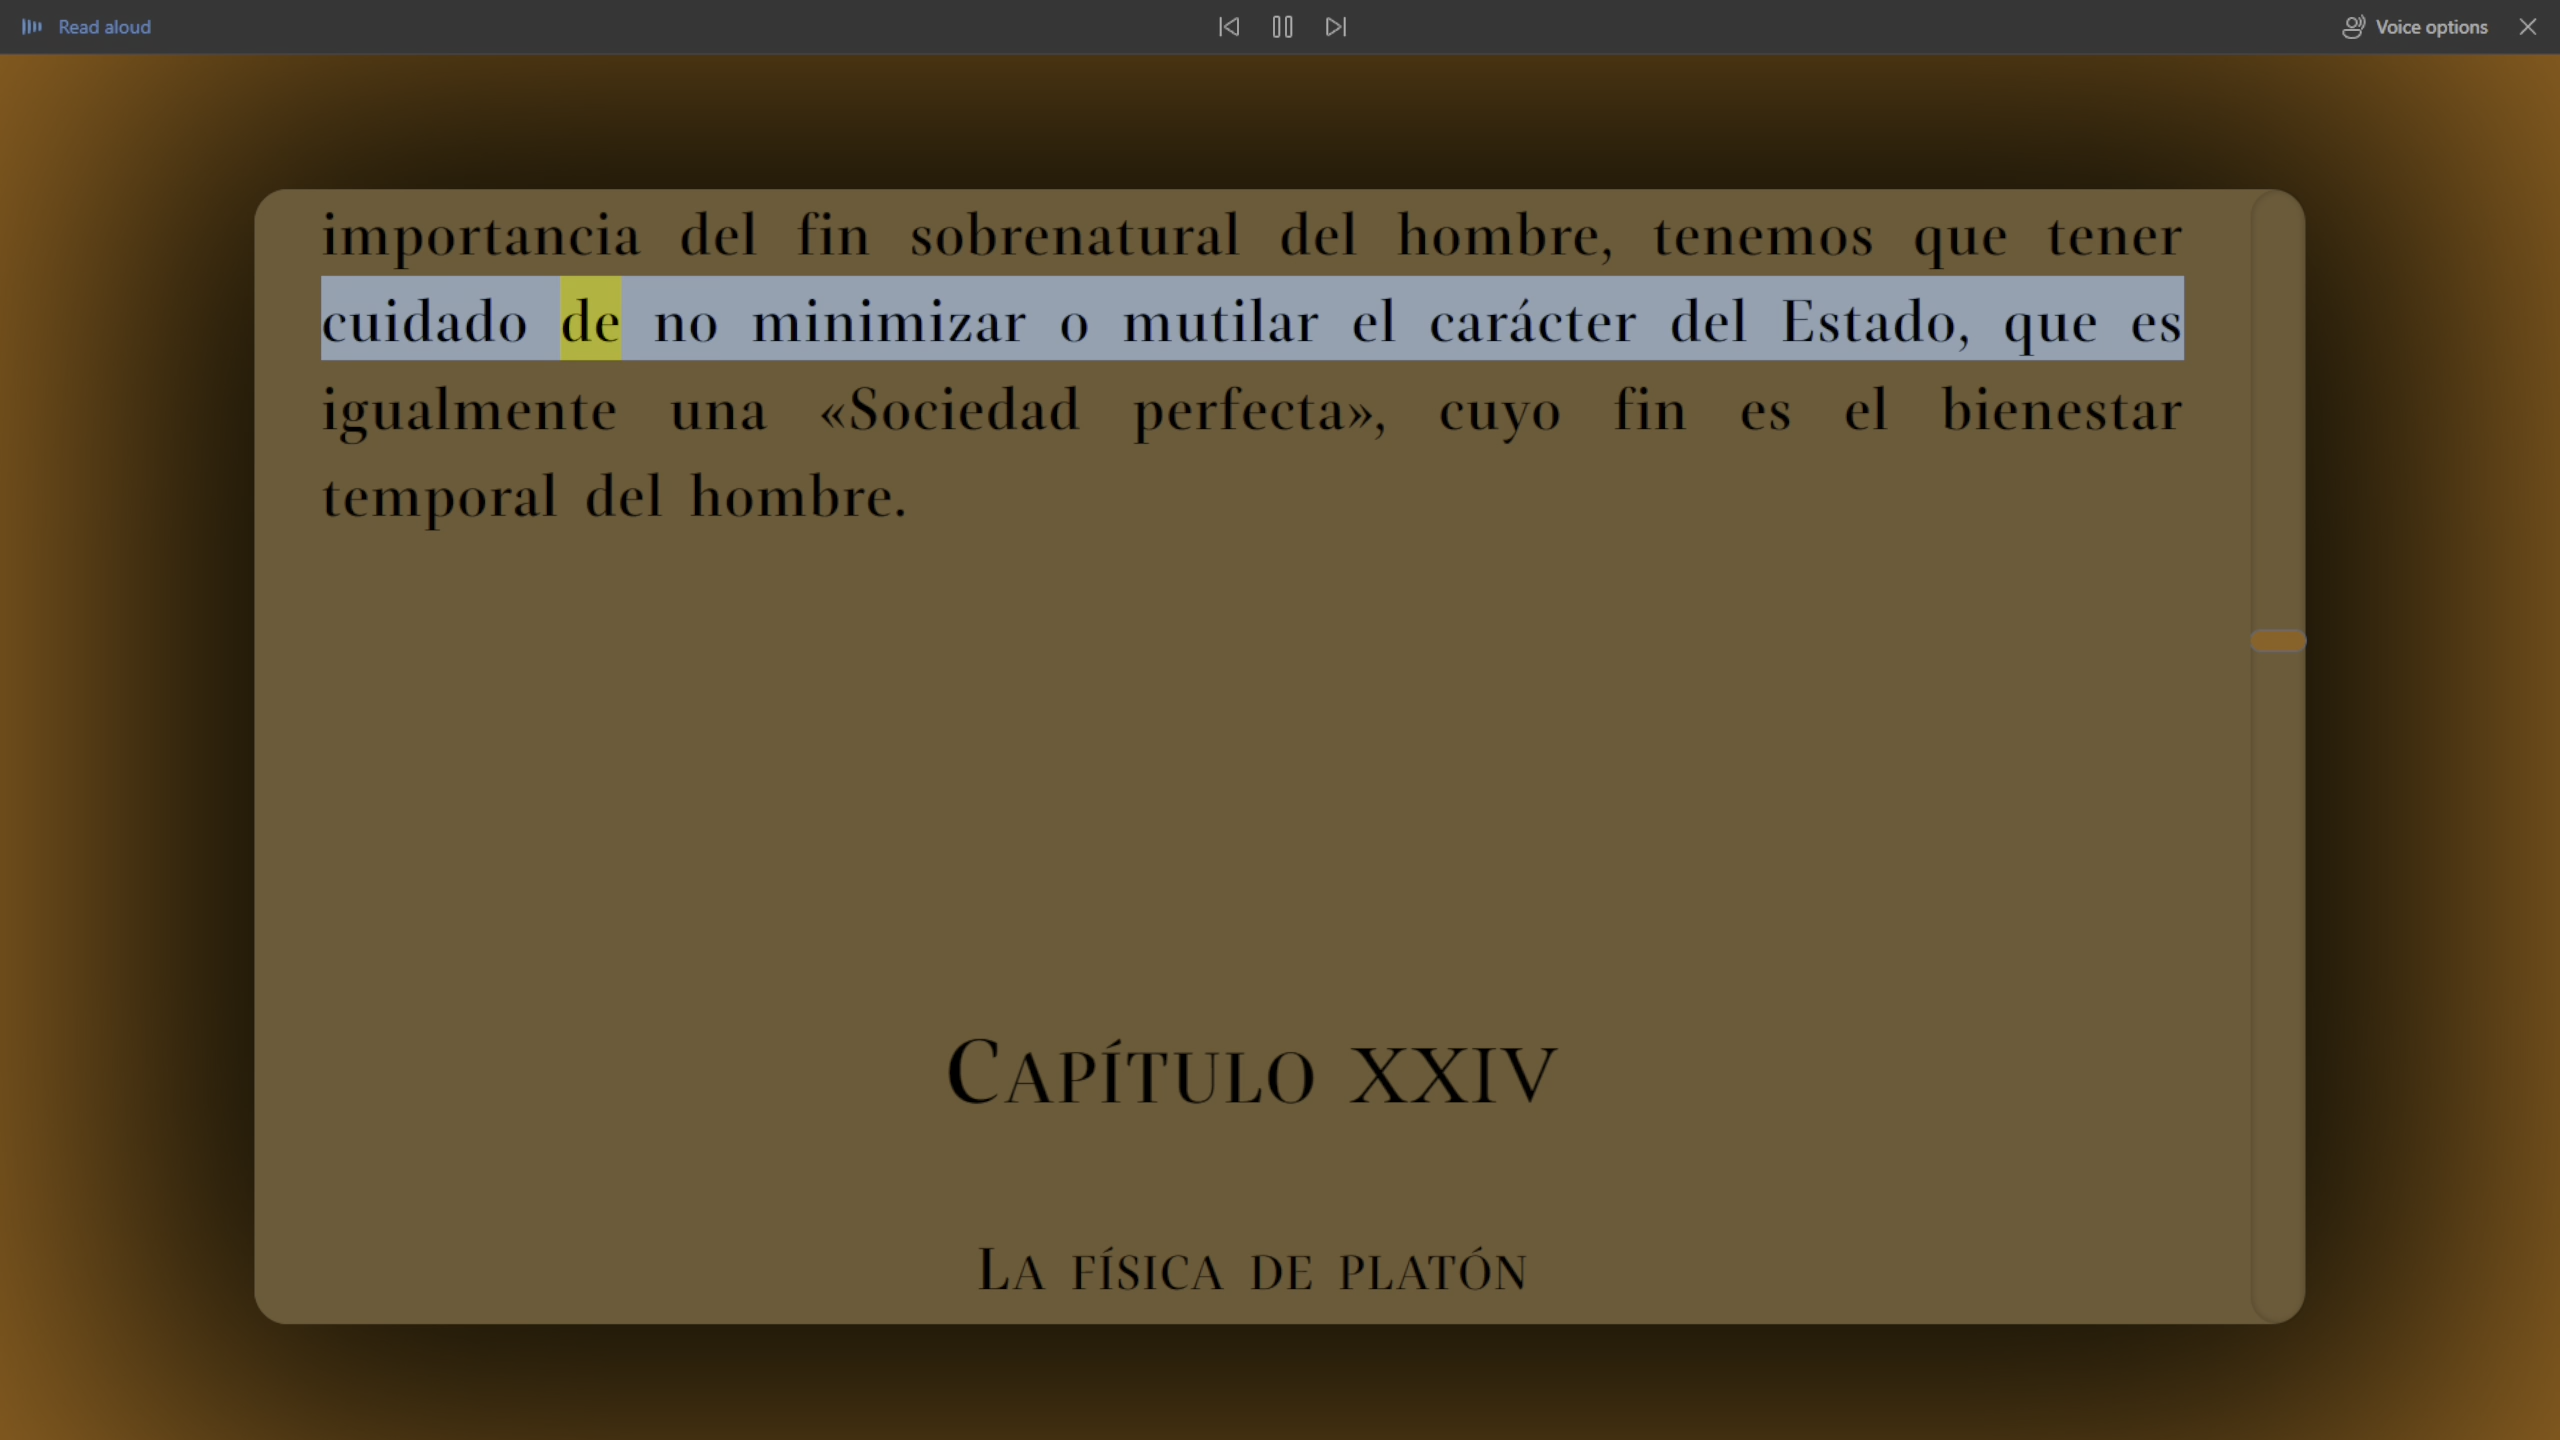 Read aloud
Voice options
importancia del fin sobrenatural del hombre, tenemos que tener
cuidado de no minimizar o mutilar el carácter del Estado, que es
igualmente una «Sociedad perfecta», cuyo fin es el bienestar
temporal del hombre.
Capítulo XXIV
La física de platón